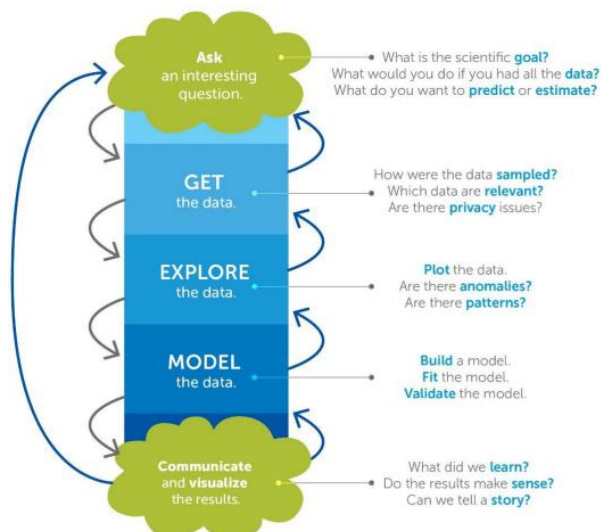 Ask
an interesting
question.
What is the scientific goal?
What would you do if you had all the data?
What do you want to predict or estimate?
GET
the data.
How were the data sampled?
Which data are relevant?
Are there privacy issues?
EXPLORE
the data.
Plot the data.
Are there anomalies?
Are there patterns?
MODEL
the data.
Build a model.
Fit the model.
Validate the model.
Communicate
and visualize
the results.
What did we learn?
Do the results make sense?
Can we tell a story?